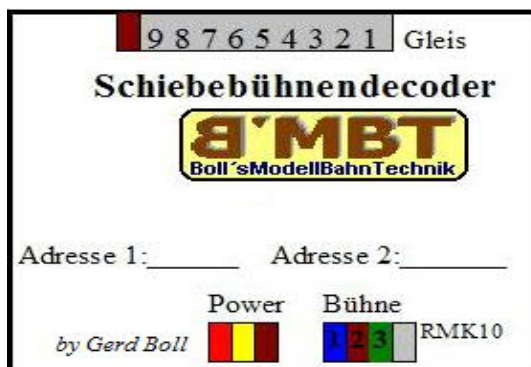 9 8 7 6 5 4 3 2 1 Gleis
Schiebebühnendecoder
B´MBT
Boll´sModellBahnTechnik
Adresse 1:______ Adresse 2:_______
Power Bühne
by Gerd Boll 1 2 3 RMK10